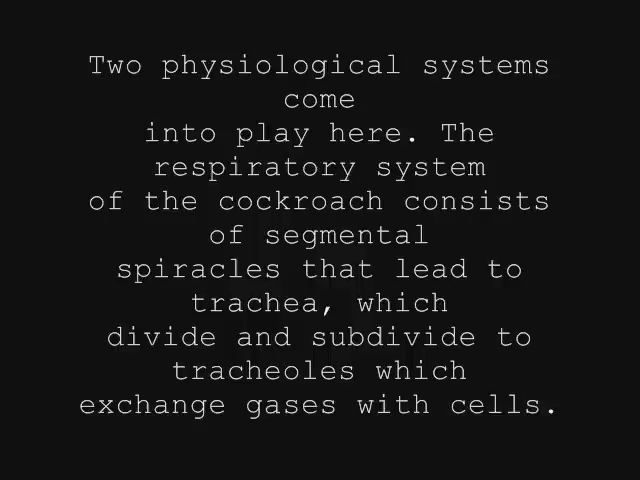 Two physiological systems
come
into play here. The
respiratory system
of the cockroach consists
of segmental
spiracles that lead to
trachea, which
divide and subdivide to
tracheoles which
exchange gases with cells.